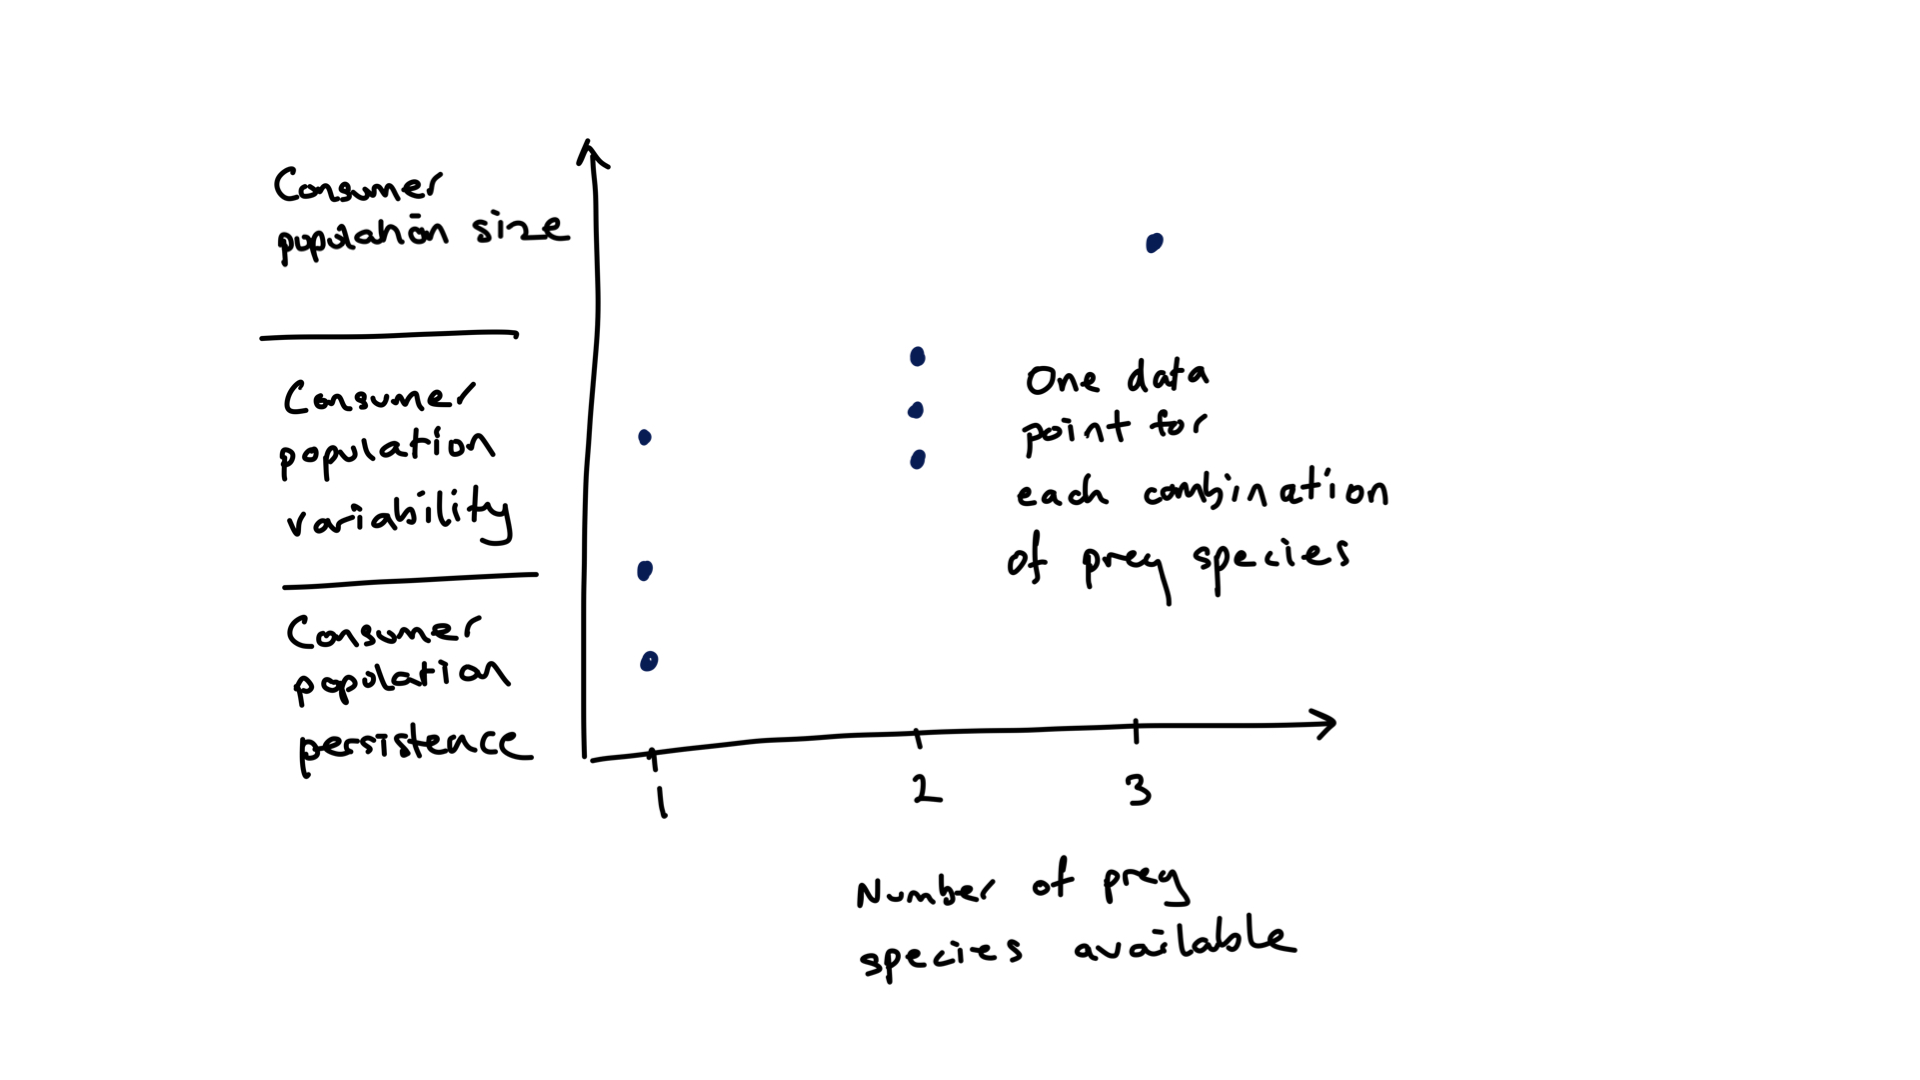 Consumer
population size
Consumer
population
variability
Consumer
population
persistence
One data
point for
each combination
of prey species
1
2
3
Number of prey
species available